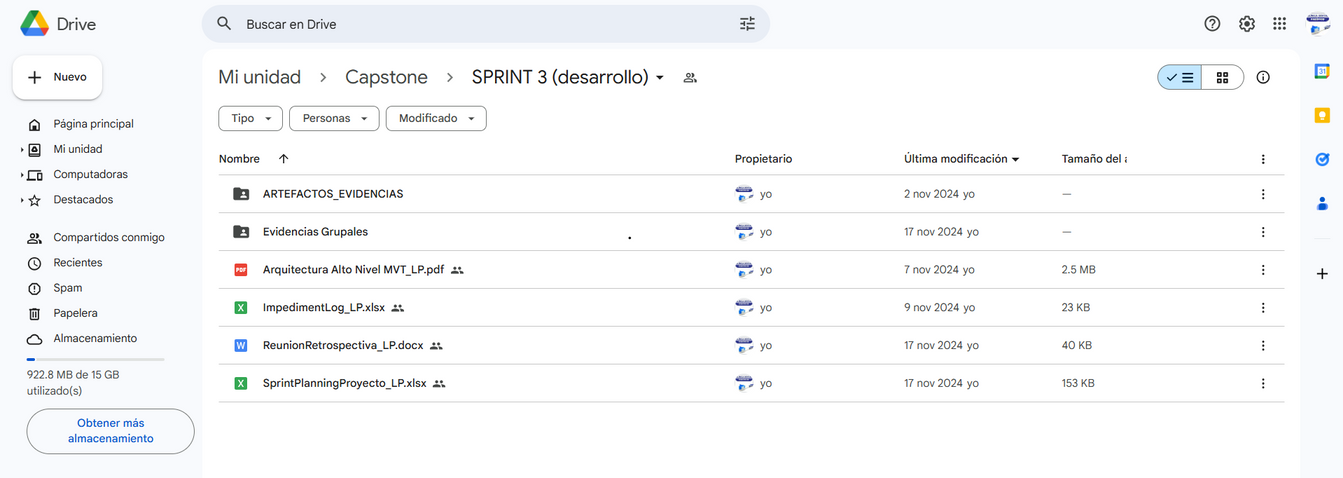 Drive
Buscar en Drive
Nuevo
Página principal
Mi unidad
Computadoras
Destacados
Compartidos conmigo
Recientes
Spam
Papelera
Almacenamiento
922.8 MB de 15 GB
utilizado(s)
Obtener más
almacenamiento
Mi unidad > Capstone > SPRINT 3 (desarrollo)
Tipo Personas Modificado
Nombre Propietario Última modificación Tamaño del a
ARTEFACTOS_EVIDENCIAS yo 2 nov 2024 yo —
Evidencias Grupales yo 17 nov 2024 yo —
PDF Arquitectura Alto Nivel MVT_LP.pdf yo 7 nov 2024 yo 2.5 MB
X ImpedimentLog_LP.xlsx yo 9 nov 2024 yo 23 KB
W ReunionRetrospectiva_LP.docx yo 17 nov 2024 yo 40 KB
X SprintPlanningProyecto_LP.xlsx yo 17 nov 2024 yo 153 KB
31